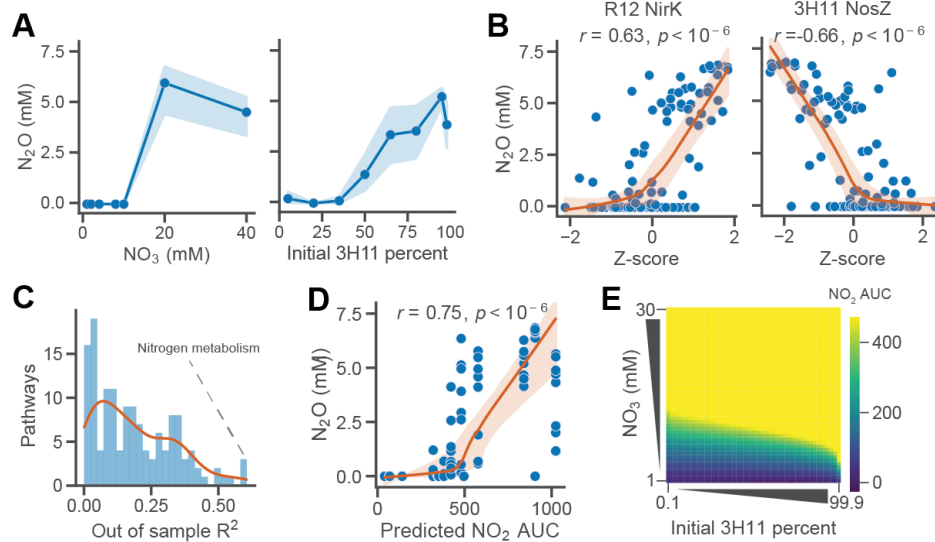 A
N₂O (mM)
7.5
5.0
2.5
0.0
0
20
40
NO₃ (mM)
0
25
50
75
100
Initial 3H11 percent
B
R12 NirK
r = 0.63, p < 10⁻⁶
N₂O (mM)
7.5
5.0
2.5
0.0
−2
0
2
Z-score
3H11 NosZ
r=-0.66, p < 10⁻⁶
−2
0
2
Z-score
C
Pathways
15
10
5
0
Nitrogen metabolism
0.00
0.25
0.50
Out of sample R²
D
r = 0.75, p < 10⁻⁶
N₂O (mM)
7.5
5.0
2.5
0.0
0
500
1000
Predicted NO₂ AUC
E
NO₂ AUC
30
NO₃ (mM)
1
0.1
99.9
Initial 3H11 percent
400
200
0